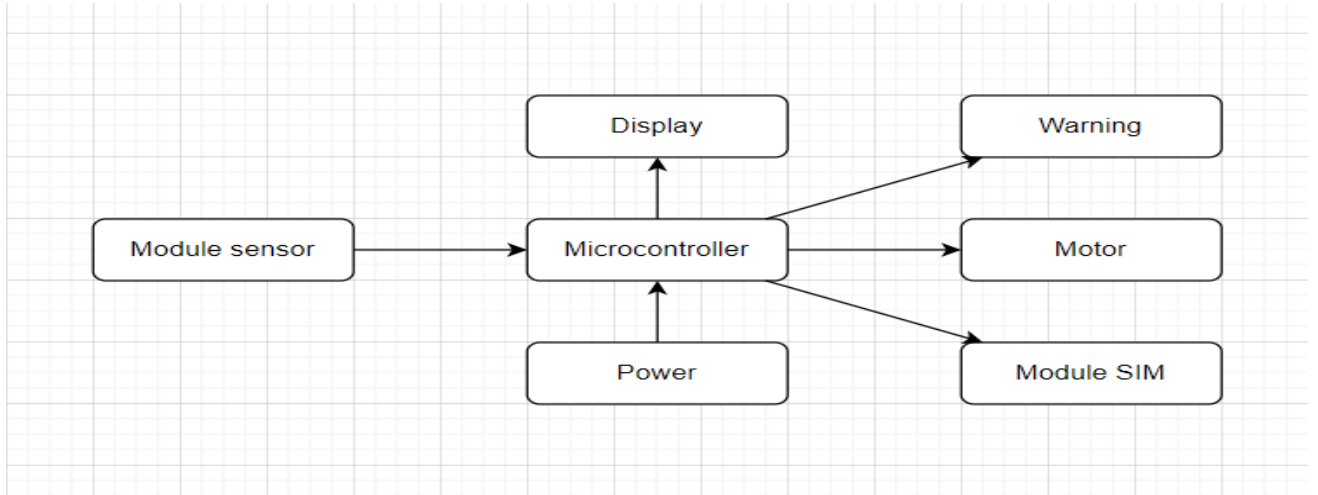 Display
Warning
Module sensor
Microcontroller
Motor
Power
Module SIM